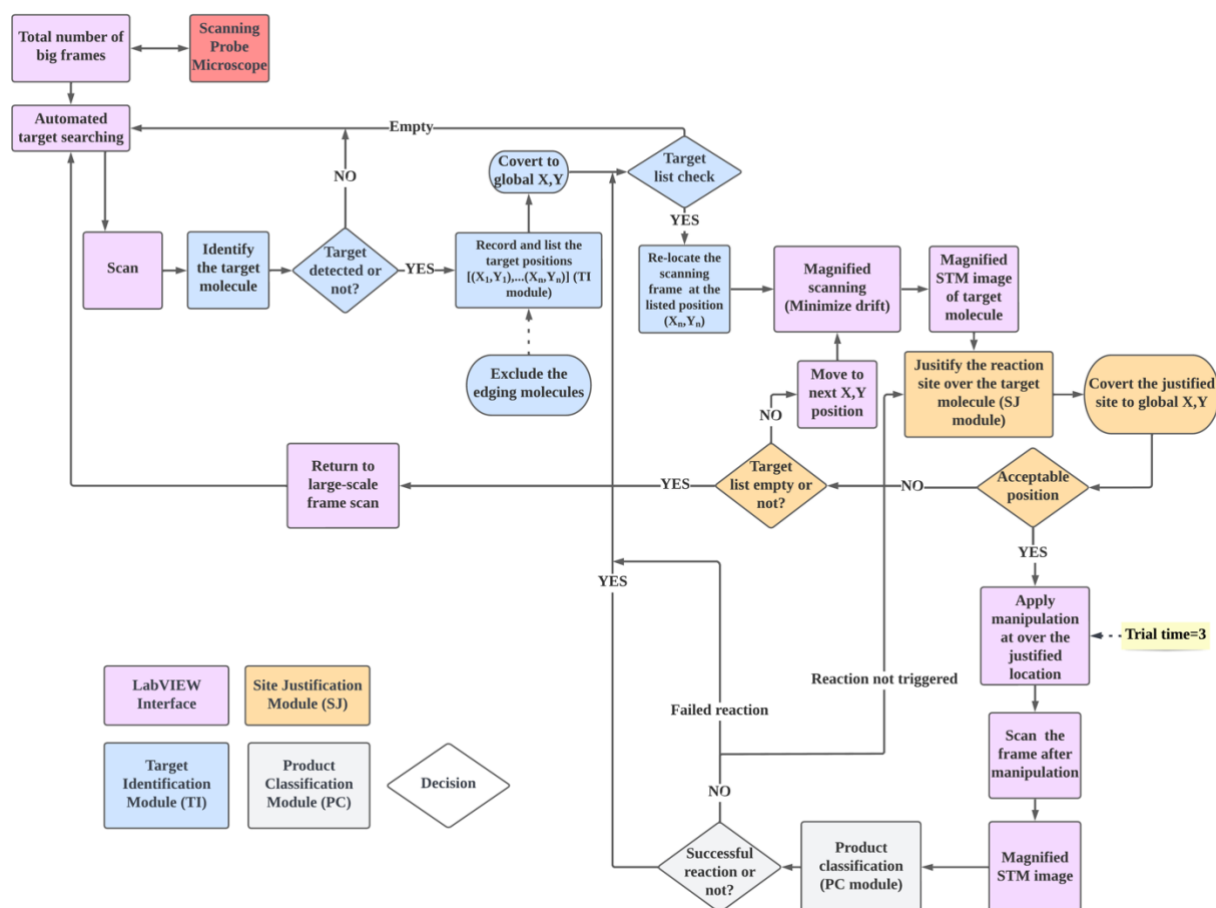 Total number of
big frames
Scanning
Probe
Microscope
Automated
target searching
Empty
NO
Covert to
global X,Y
Target
list check
YES
Scan
Identify
the target
molecule
Target
detected or
not?
YES
Record and list the
target positions
[(X₁,Y₁),...(Xₙ,Yₙ)] (TI
module)
Re-locate the
scanning
frame at the
listed position
(Xₙ,Yₙ)
Magnified
scanning
(Minimize drift)
Magnified
STM image
of target
molecule
Exclude the
edging molecules
Move to
next X,Y
position
Jusitify the reaction
site over the target
molecule (SJ
module)
Covert the justified
site to global X,Y
NO
Return to
large-scale
frame scan
YES
Target
list empty or
not?
NO
Acceptable
position
YES
YES
Apply
manipulation
at over the
justified
location
Trial time=3
Reaction not triggered
Failed reaction
Scan the
frame after
manipulation
NO
LabVIEW
Interface
Site Justification
Module (SJ)
Target
Identification
Module (TI)
Product
Classification
Module (PC)
Decision
Successful
reaction or
not?
Product
classification
(PC module)
Magnified
STM image